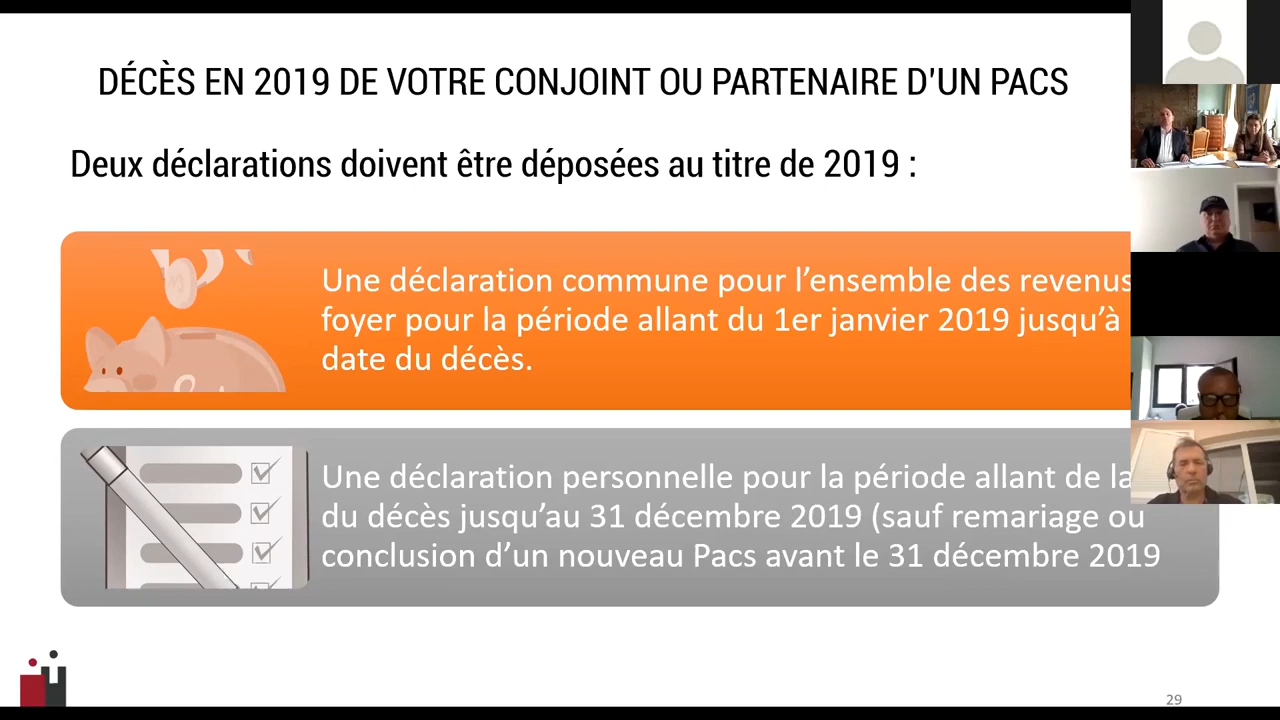 DÉCÈS EN 2019 DE VOTRE CONJOINT OU PARTENAIRE D'UN PACS
Deux déclarations doivent être déposées au titre de 2019 :
Une déclaration commune pour l’ensemble des revenus
foyer pour la période allant du 1er janvier 2019 jusqu’à
date du décès.
Une déclaration personnelle pour la période allant de la
du décès jusqu’au 31 décembre 2019 (sauf remariage ou
conclusion d’un nouveau Pacs avant le 31 décembre 2019
29